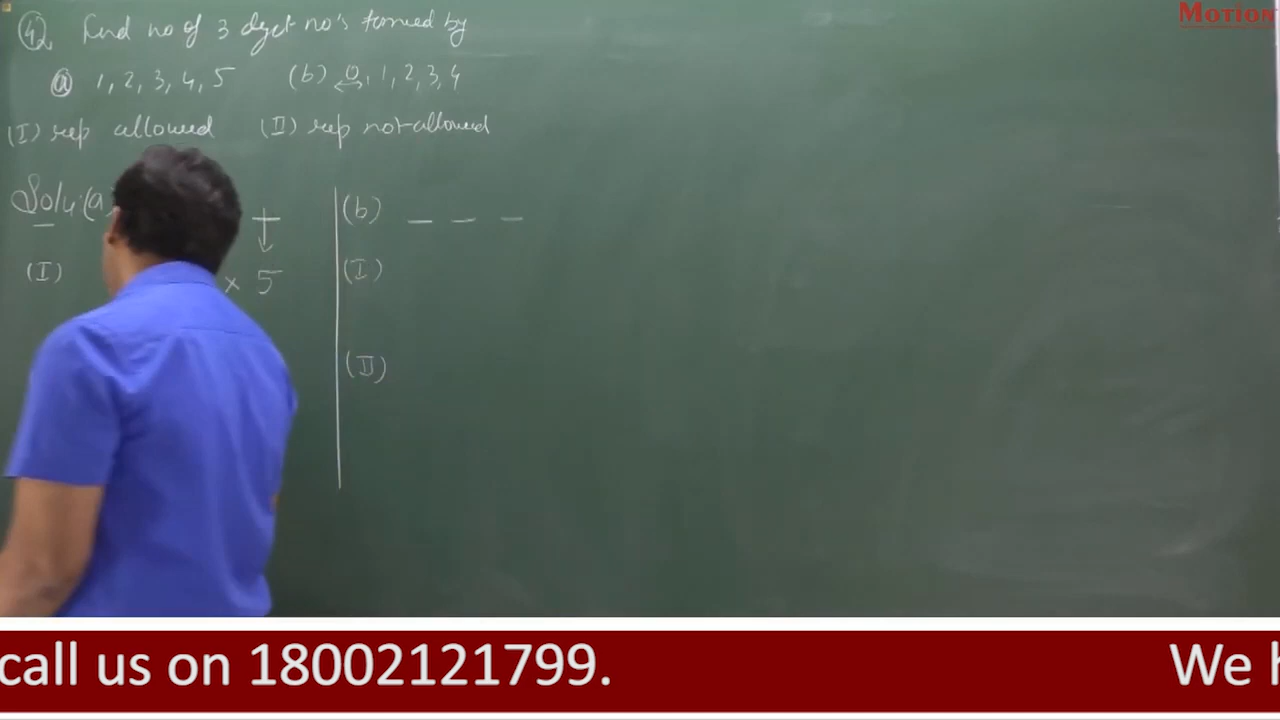 MOTION
Q42 Find no of 3 digit no's formed by
(a) 1, 2, 3, 4, 5 (b) 0, 1, 2, 3, 4
(I) rep allowed (II) rep not allowed
Solu:(a)
(I) × 5
(b) _ _ _
(I)
(II)
call us on 18002121799. We h